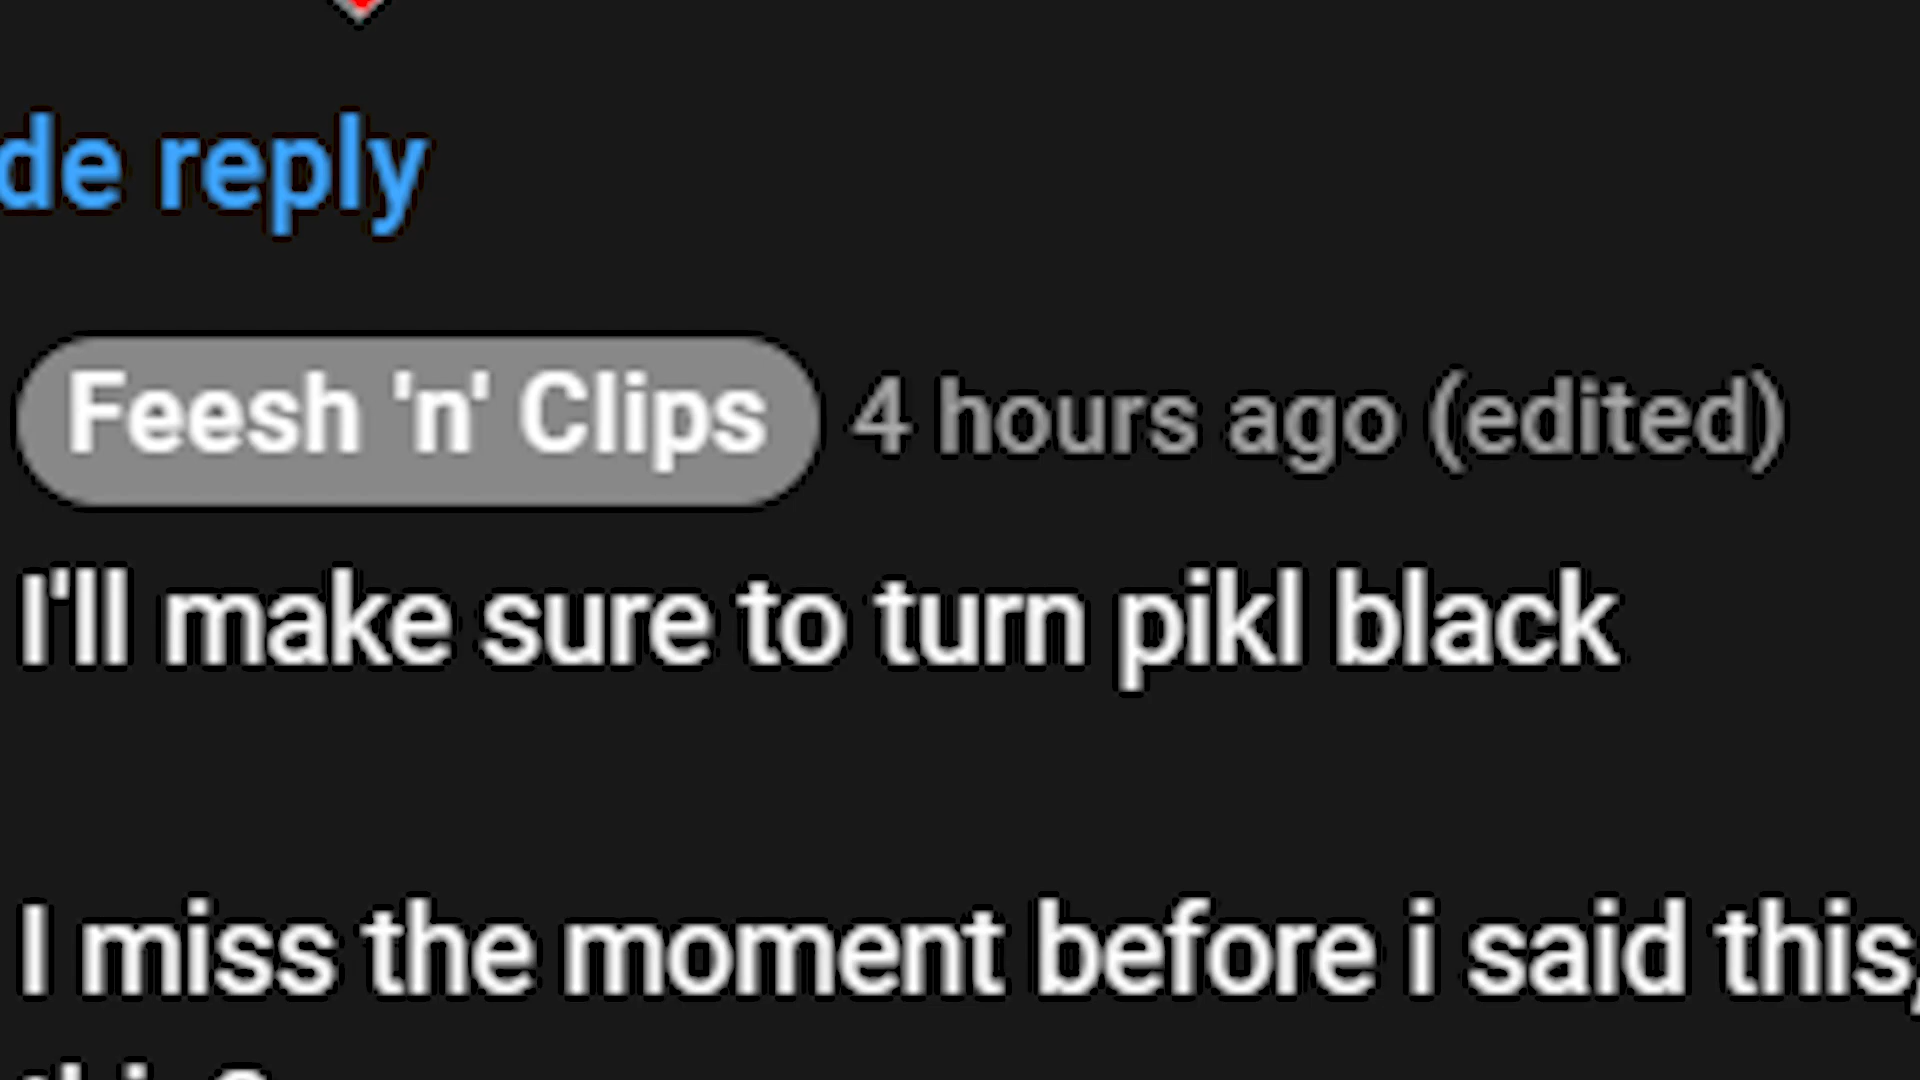 de reply
Feesh 'n' Clips 4 hours ago (edited)
I'll make sure to turn pikl black
I miss the moment before i said this,